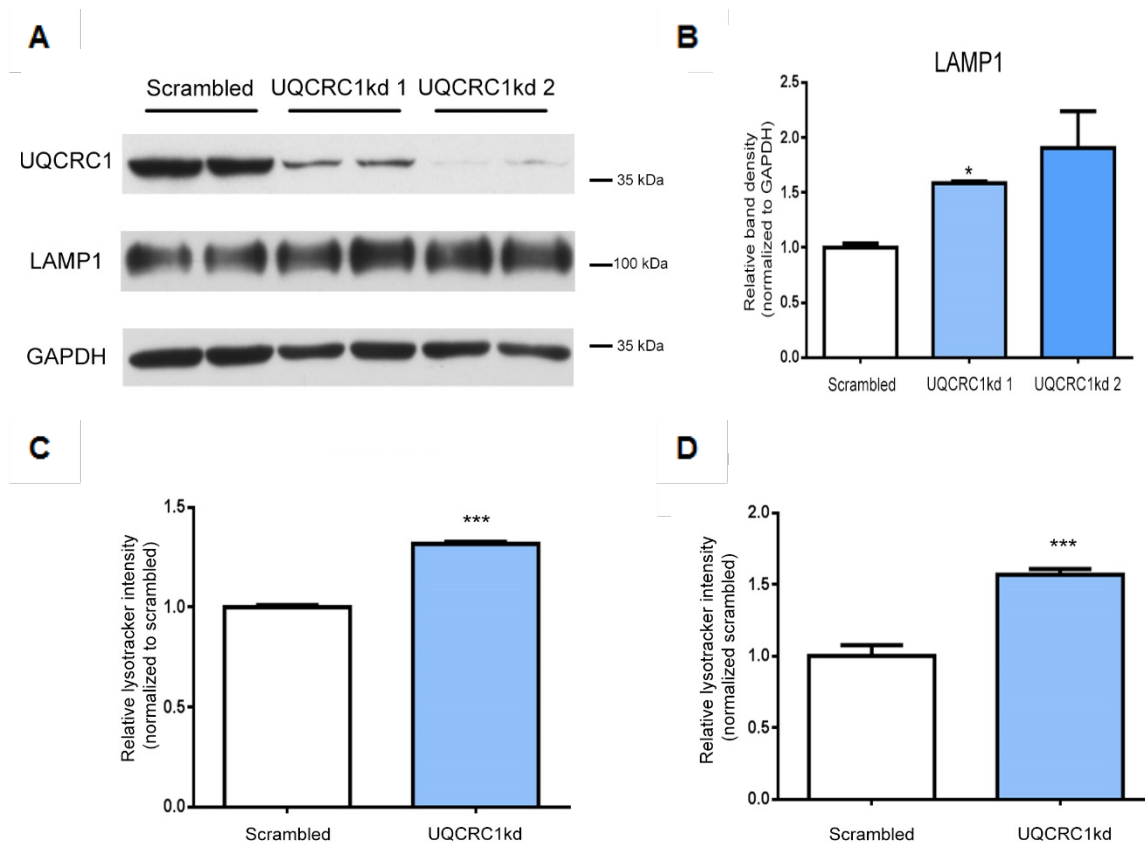 A
Scrambled UQCRC1kd 1 UQCRC1kd 2
UQCRC1
35 kDa
LAMP1
100 kDa
GAPDH
35 kDa
B
LAMP1
Relative band density
(normalized to GAPDH)
2.5
2.0
1.5
1.0
0.5
0.0
*
Scrambled UQCRC1kd 1 UQCRC1kd 2
C
Relative lysotracker intensity
(normalized to scrambled)
1.5
1.0
0.5
0.0
***
Scrambled UQCRC1kd
D
Relative lysotracker intensity
(normalized scrambled)
2.0
1.5
1.0
0.5
0.0
***
Scrambled UQCRC1kd